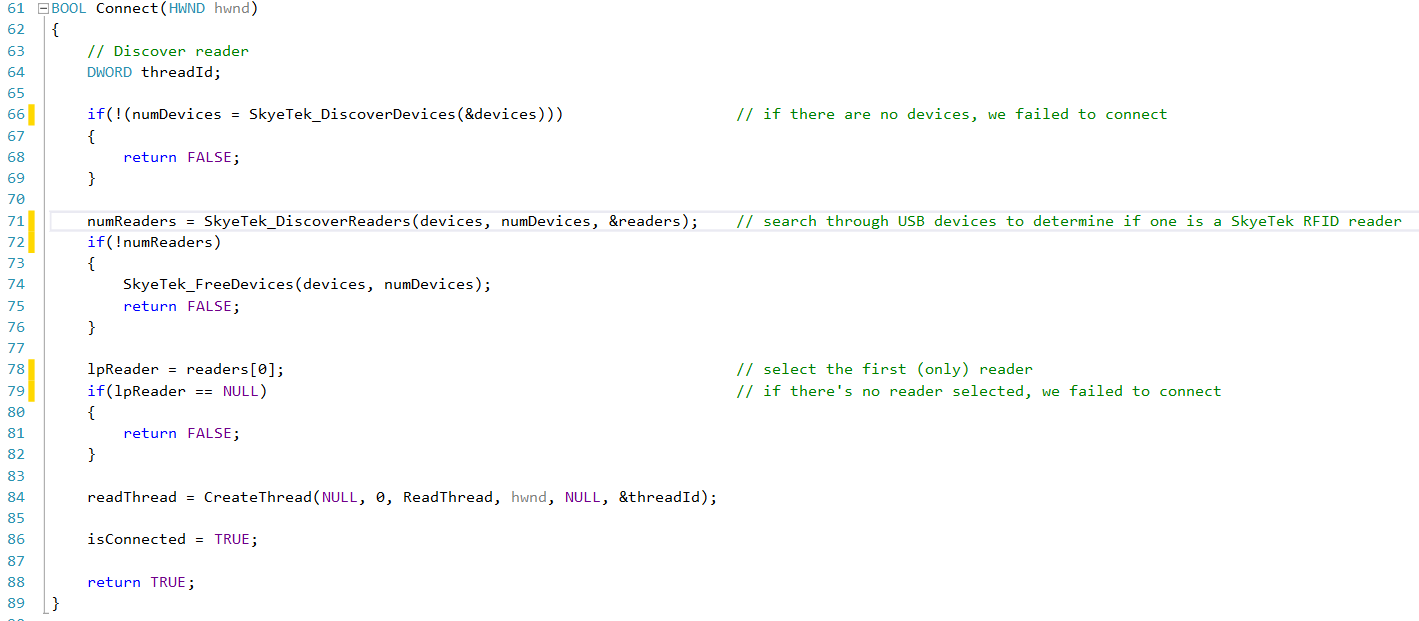 61 BOOL Connect(HWND hwnd)
62 {
63     // Discover reader
64     DWORD threadId;
65
66     if(!(numDevices = SkyeTek_DiscoverDevices(&devices)))                   // if there are no devices, we failed to connect
67     {
68         return FALSE;
69     }
70
71     numReaders = SkyeTek_DiscoverReaders(devices, numDevices, &readers);    // search through USB devices to determine if one is a SkyeTek RFID reader
72     if(!numReaders)
73     {
74         SkyeTek_FreeDevices(devices, numDevices);
75         return FALSE;
76     }
77
78     lpReader = readers[0];                                                  // select the first (only) reader
79     if(lpReader == NULL)                                                    // if there's no reader selected, we failed to connect
80     {
81         return FALSE;
82     }
83
84     readThread = CreateThread(NULL, 0, ReadThread, hwnd, NULL, &threadId);
85
86     isConnected = TRUE;
87
88     return TRUE;
89 }